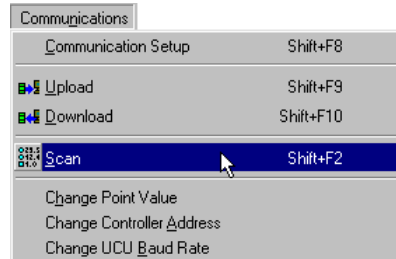 Communications
Communication Setup Shift+F8
Upload Shift+F9
Download Shift+F10
Scan Shift+F2
Change Point Value
Change Controller Address
Change UCU Baud Rate